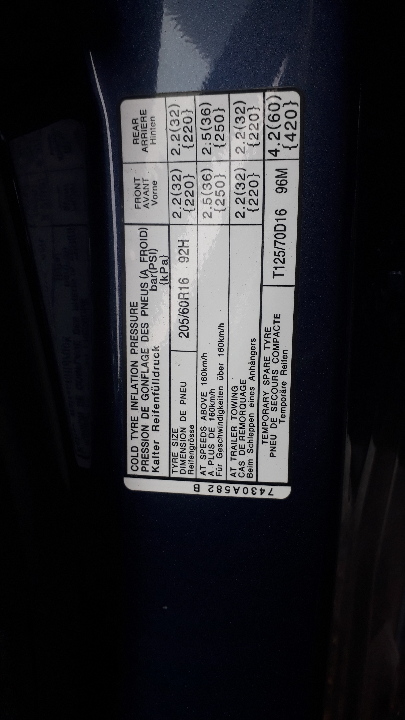 COLD TYRE INFLATION PRESSURE
PRESSION DE GONFLAGE DES PNEUS (A FROID)
Kalter Reifenfülldruck bar(PSI)
{kPa}
FRONT
AVANT
Vorne
REAR
ARRIERE
Hinten
TYRE SIZE
DIMENSION DE PNEU
Reifengrösse
205/60R16 92H
2.2(32)
{220}
2.2(32)
{220}
AT SPEEDS ABOVE 160km/h
A PLUS DE 160km/h
Für Geschwindigkeiten über 160km/h
2.5(36)
{250}
2.5(36)
{250}
AT TRAILER TOWING
CAS DE REMORQUAGE
Beim Schleppen eines Anhängers
2.2(32)
{220}
2.2(32)
{220}
TEMPORARY SPARE TYRE
PNEU DE SECOURS COMPACTE
Temporäre Reifen
T125/70D16 96M
4.2(60)
{420}
7430A582 B